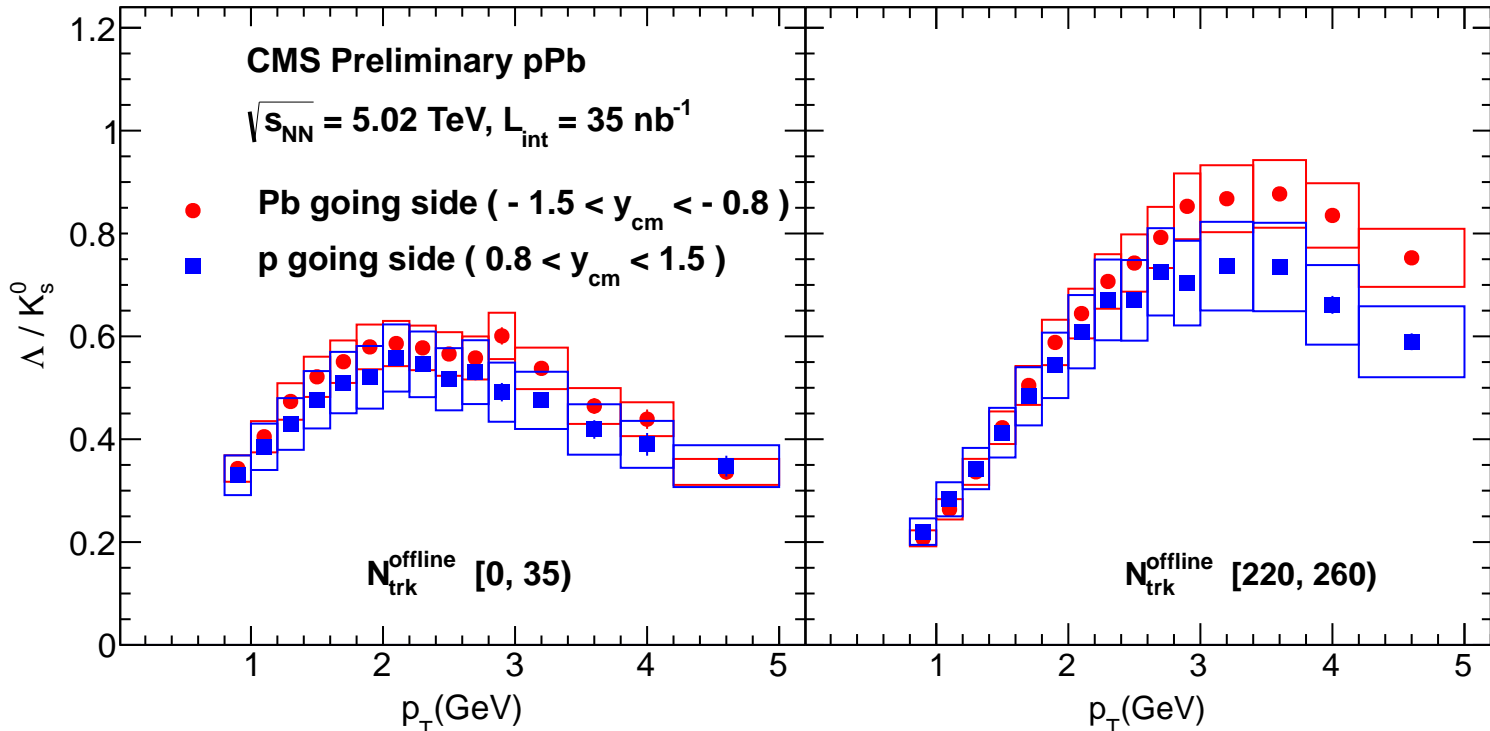 CMS Preliminary pPb
√s_NN = 5.02 TeV, L_int = 35 nb^-1
Pb going side ( - 1.5 < y_cm < - 0.8 )
p going side ( 0.8 < y_cm < 1.5 )
Λ / K_s^0
1.2
1
0.8
0.6
0.4
0.2
0
N_trk^offline [0, 35)
N_trk^offline [220, 260)
1 2 3 4 5
1 2 3 4 5
p_T(GeV)
p_T(GeV)